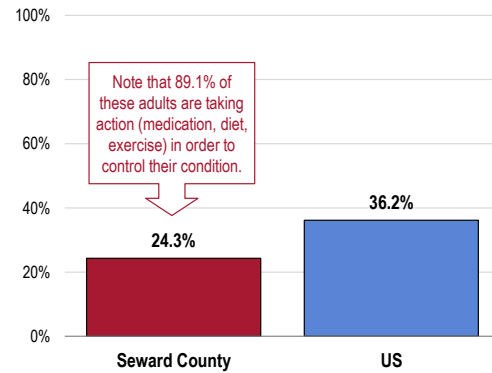 100%
80%
60%
40%
20%
0%
Note that 89.1% of
these adults are taking
action (medication, diet,
exercise) in order to
control their condition.
24.3%
36.2%
Seward County
US